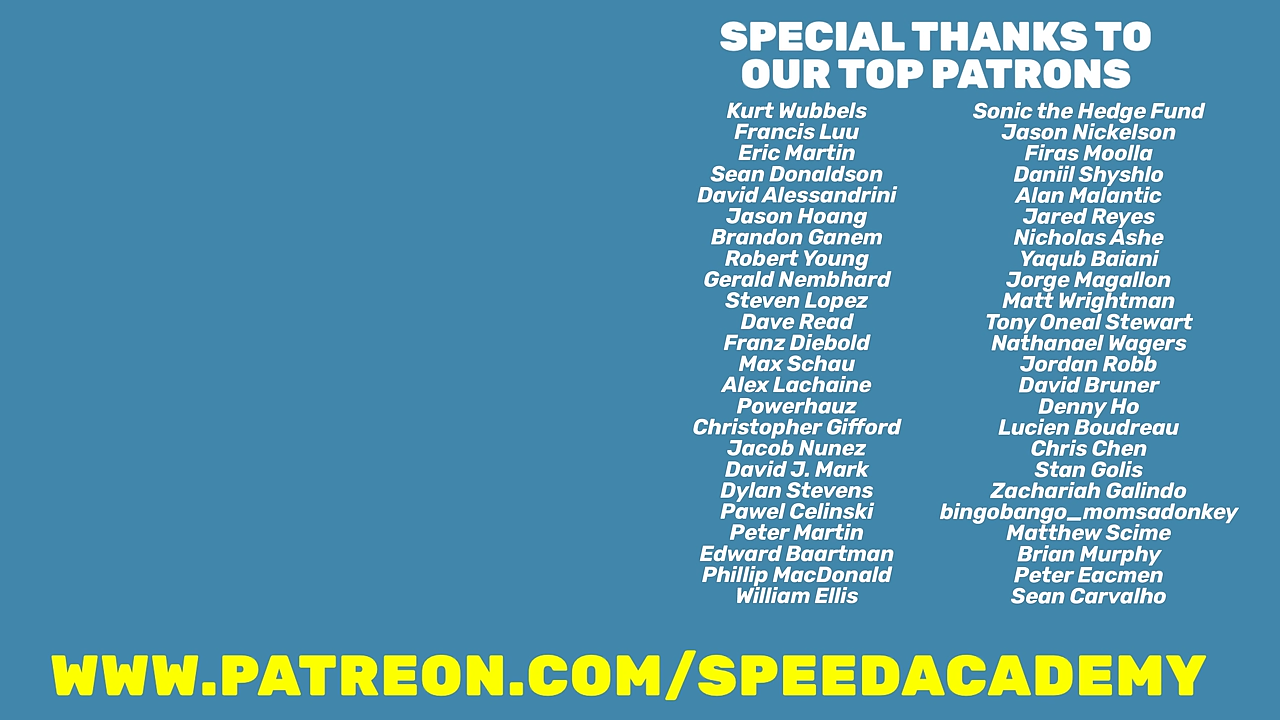 SPECIAL THANKS TO
OUR TOP PATRONS
Kurt Wubbels
Francis Luu
Eric Martin
Sean Donaldson
David Alessandrini
Jason Hoang
Brandon Ganem
Robert Young
Gerald Nembhard
Steven Lopez
Dave Read
Franz Diebold
Max Schau
Alex Lachaine
Powerhauz
Christopher Gifford
Jacob Nunez
David J. Mark
Dylan Stevens
Pawel Celinski
Peter Martin
Edward Baartman
Phillip MacDonald
William Ellis
Sonic the Hedge Fund
Jason Nickelson
Firas Moolla
Daniil Shyshlo
Alan Malantic
Jared Reyes
Nicholas Ashe
Yaqub Baiani
Jorge Magallon
Matt Wrightman
Tony Oneal Stewart
Nathanael Wagers
Jordan Robb
David Bruner
Denny Ho
Lucien Boudreau
Chris Chen
Stan Golis
Zachariah Galindo
bingobango_momsadonkey
Matthew Scime
Brian Murphy
Peter Eacmen
Sean Carvalho
WWW.PATREON.COM/SPEEDACADEMY